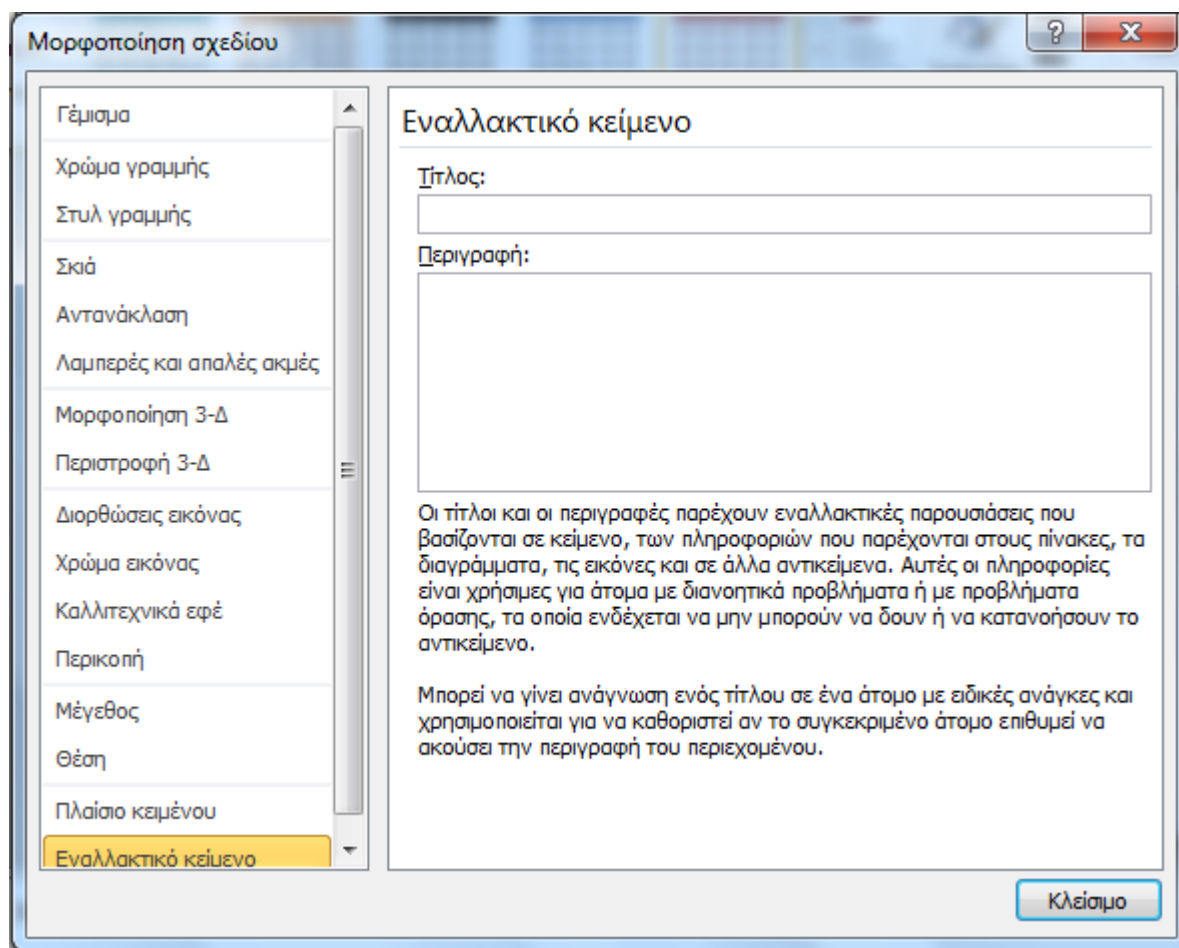 Μορφοποίηση σχεδίου
Γέμισμα
Χρώμα γραμμής
Στυλ γραμμής
Σκιά
Αντανάκλαση
Λαμπερές και απαλές ακμές
Μορφοποίηση 3-Δ
Περιστροφή 3-Δ
Διορθώσεις εικόνας
Χρώμα εικόνας
Καλλιτεχνικά εφέ
Περικοπή
Μέγεθος
Θέση
Πλαίσιο κειμένου
Εναλλακτικό κείμενο
Εναλλακτικό κείμενο
Τίτλος:
Περιγραφή:
Οι τίτλοι και οι περιγραφές παρέχουν εναλλακτικές παρουσιάσεις που
βασίζονται σε κείμενο, των πληροφοριών που παρέχονται στους πίνακες, τα
διαγράμματα, τις εικόνες και σε άλλα αντικείμενα. Αυτές οι πληροφορίες
είναι χρήσιμες για άτομα με διανοητικά προβλήματα ή με προβλήματα
όρασης, τα οποία ενδέχεται να μην μπορούν να δουν ή να κατανοήσουν το
αντικείμενο.
Μπορεί να γίνει ανάγνωση ενός τίτλου σε ένα άτομο με ειδικές ανάγκες και
χρησιμοποιείται για να καθοριστεί αν το συγκεκριμένο άτομο επιθυμεί να
ακούσει την περιγραφή του περιεχομένου.
Κλείσιμο